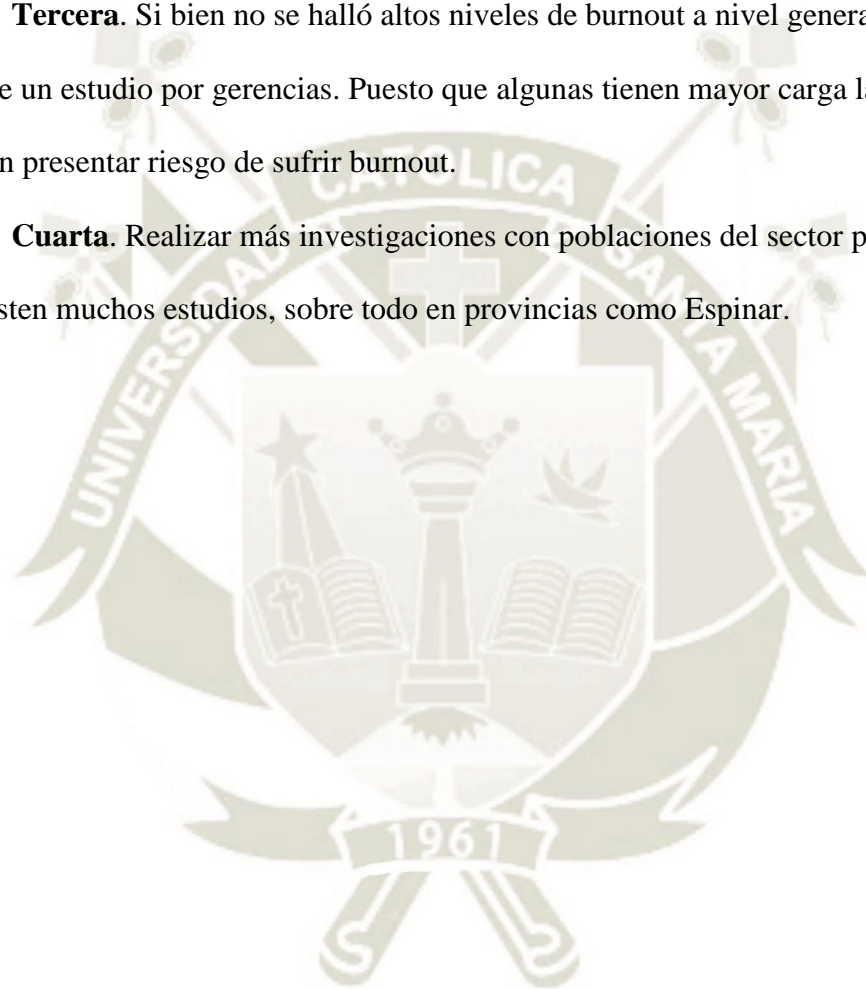 Tercera. Si bien no se halló altos niveles de burnout a nivel genera
e un estudio por gerencias. Puesto que algunas tienen mayor carga la
n presentar riesgo de sufrir burnout.
Cuarta. Realizar más investigaciones con poblaciones del sector p
sten muchos estudios, sobre todo en provincias como Espinar.
UNIVERSIDAD CATOLICA SANTA MARIA
1961